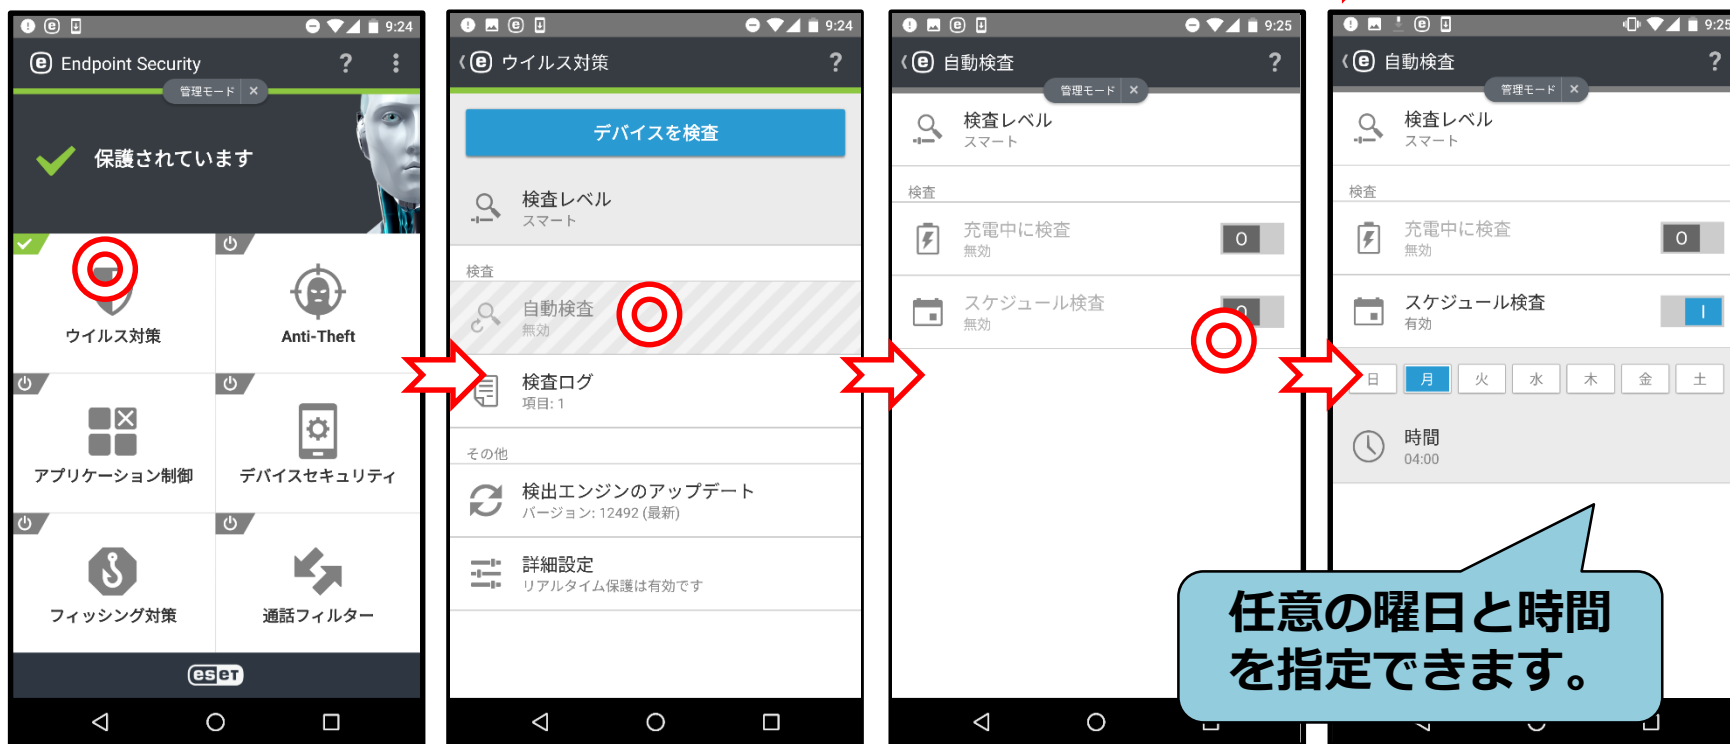 9:24
Endpoint Security
?
管理モード ×
保護されています
ウイルス対策
Anti-Theft
アプリケーション制御
デバイスセキュリティ
フィッシング対策
通話フィルター
eseT
9:24
ウイルス対策
?
デバイスを検査
検査レベル
スマート
検査
自動検査
無効
検査ログ
項目: 1
その他
検出エンジンのアップデート
バージョン: 12492 (最新)
詳細設定
リアルタイム保護は有効です
9:25
自動検査
?
管理モード ×
検査レベル
スマート
検査
充電中に検査
無効
スケジュール検査
無効
9:25
自動検査
?
管理モード ×
検査レベル
スマート
検査
充電中に検査
無効
スケジュール検査
有効
日 月 火 水 木 金 土
時間
04:00
任意の曜日と時間
を指定できます。